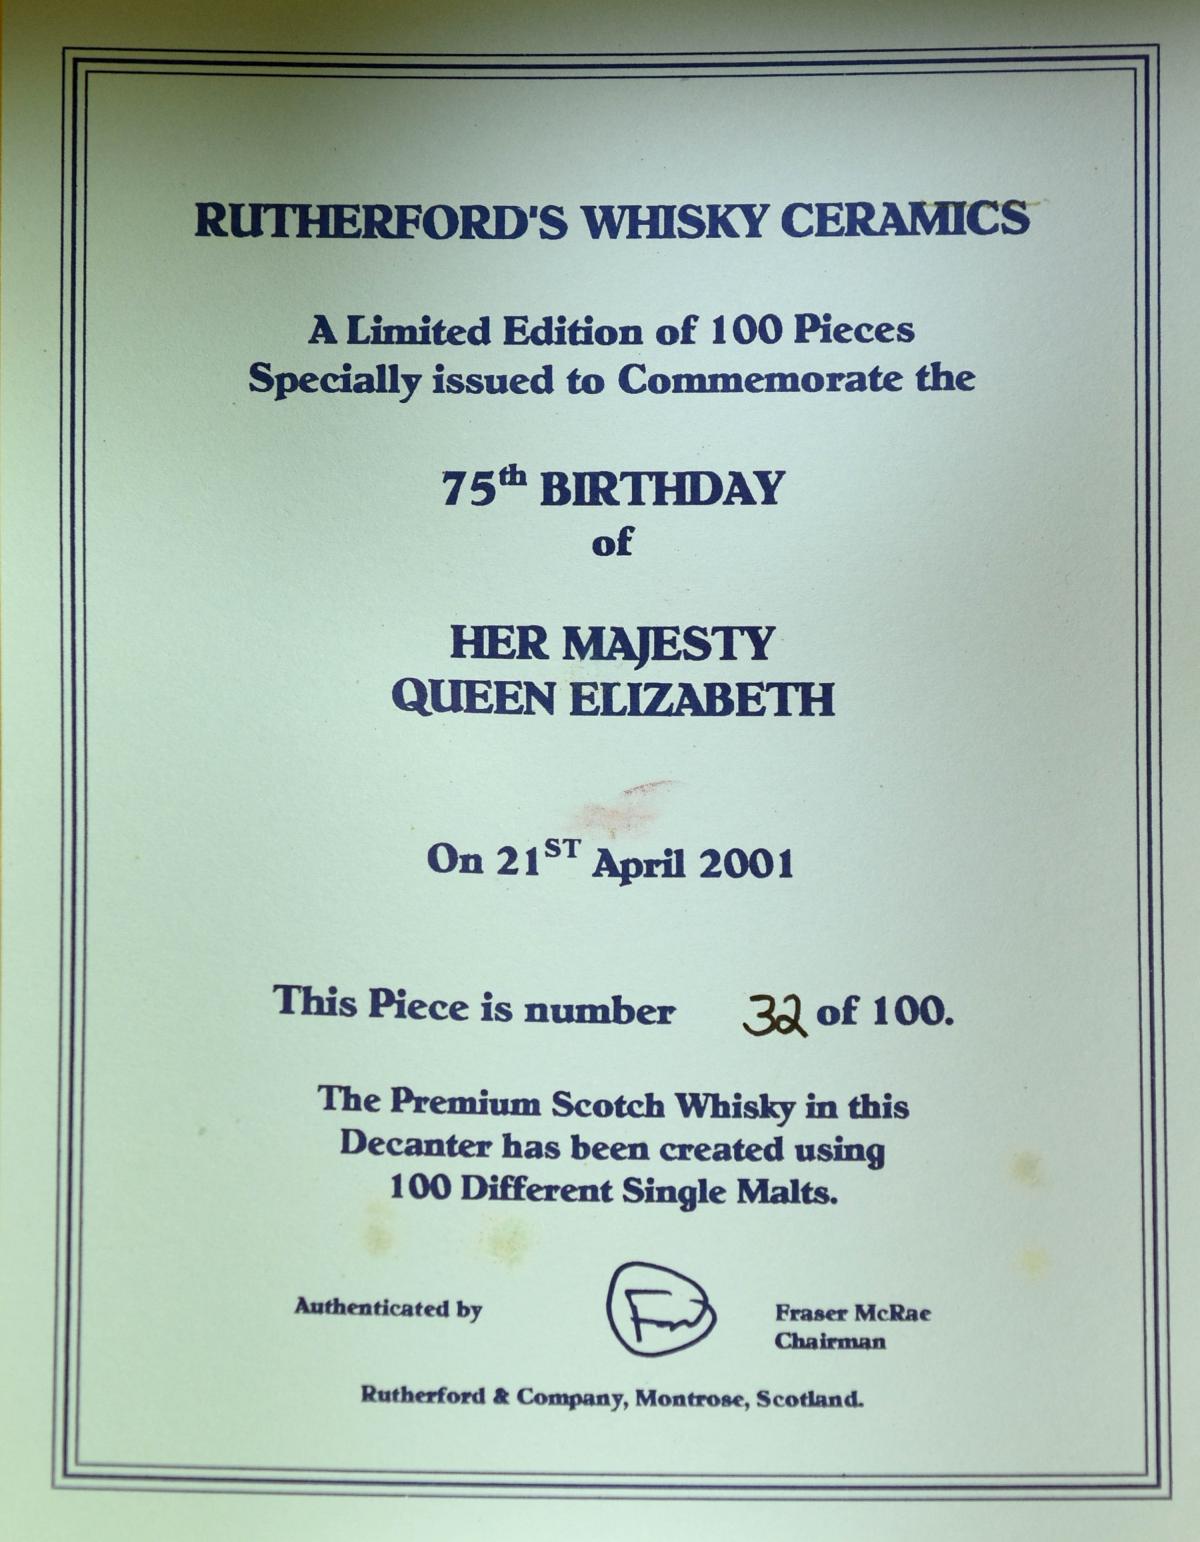 RUTHERFORD'S WHISKY CERAMICS
A Limited Edition of 100 Pieces
Specially issued to Commemorate the
75th BIRTHDAY
of
HER MAJESTY
QUEEN ELIZABETH
On 21ST April 2001
This Piece is number 32 of 100.
The Premium Scotch Whisky in this
Decanter has been created using
100 Different Single Malts.
Authenticated by
Fraser McRae
Chairman
Rutherford & Company, Montrose, Scotland.